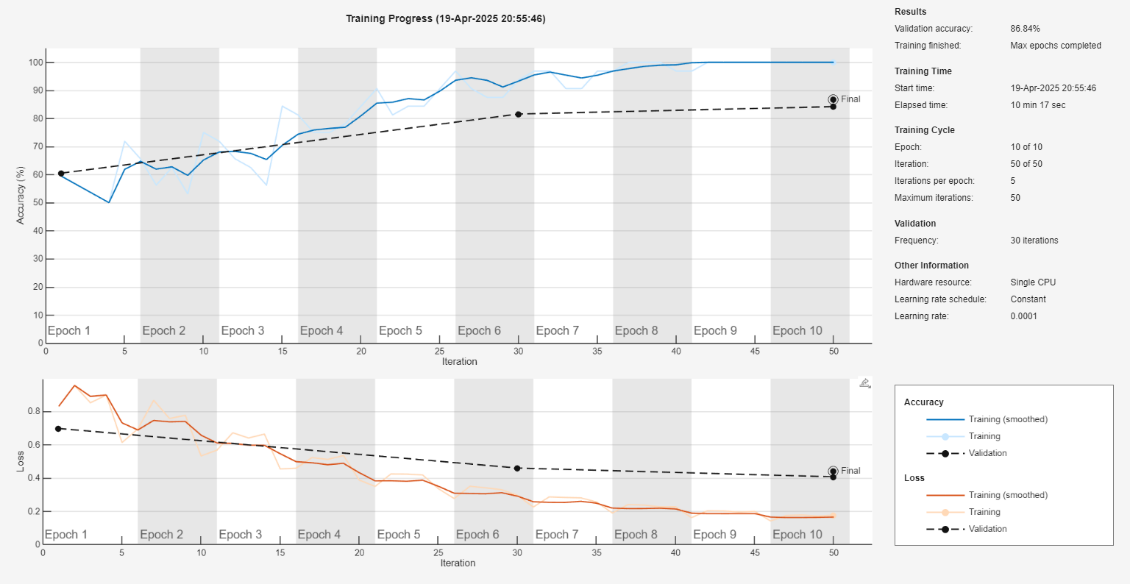 Training Progress (19-Apr-2025 20:55:46)
Accuracy (%)
100
90
80
70
60
50
40
30
20
10
0
Final
Epoch 1 Epoch 2 Epoch 3 Epoch 4 Epoch 5 Epoch 6 Epoch 7 Epoch 8 Epoch 9 Epoch 10
0 5 10 15 20 25 30 35 40 45 50
Iteration
Loss
0.8
0.6
0.4
0.2
0
Final
Epoch 1 Epoch 2 Epoch 3 Epoch 4 Epoch 5 Epoch 6 Epoch 7 Epoch 8 Epoch 9 Epoch 10
0 5 10 15 20 25 30 35 40 45 50
Iteration
Results
Validation accuracy: 86.84%
Training finished: Max epochs completed
Training Time
Start time: 19-Apr-2025 20:55:46
Elapsed time: 10 min 17 sec
Training Cycle
Epoch: 10 of 10
Iteration: 50 of 50
Iterations per epoch: 5
Maximum iterations: 50
Validation
Frequency: 30 iterations
Other Information
Hardware resource: Single CPU
Learning rate schedule: Constant
Learning rate: 0.0001
Accuracy
Training (smoothed)
Training
Validation
Loss
Training (smoothed)
Training
Validation